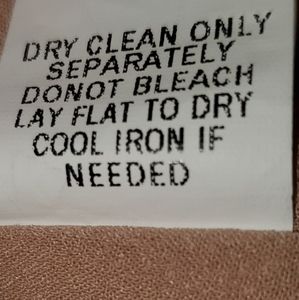 DRY CLEAN ONLY
SEPARATELY
DONOT BLEACH
LAY FLAT TO DRY
COOL IRON IF
NEEDED